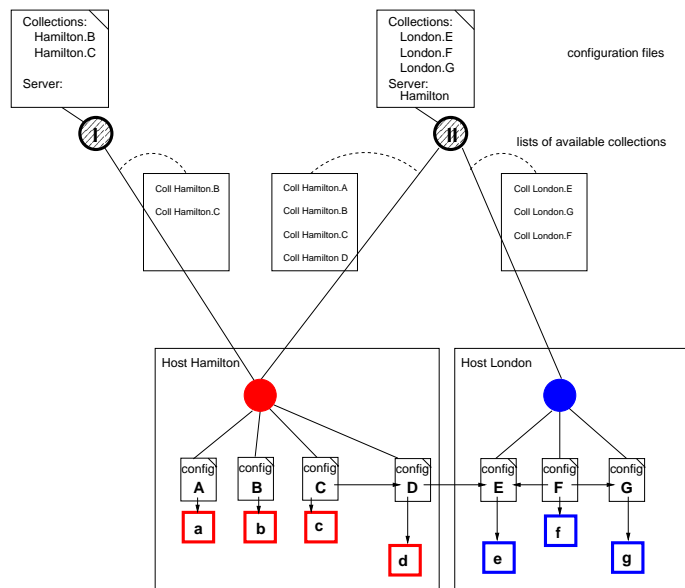 Collections:
Hamilton.B
Hamilton.C
Server:
Collections:
London.E
London.F
London.G
Server:
Hamilton
configuration files
I
II
lists of available collections
Coll Hamilton.B
Coll Hamilton.C
Coll Hamilton.A
Coll Hamilton.B
Coll Hamilton.C
Coll Hamilton D
Coll London.E
Coll London.G
Coll London.F
Host Hamilton
Host London
config
A
config
B
config
C
config
D
config
E
config
F
config
G
a
b
c
d
e
f
g